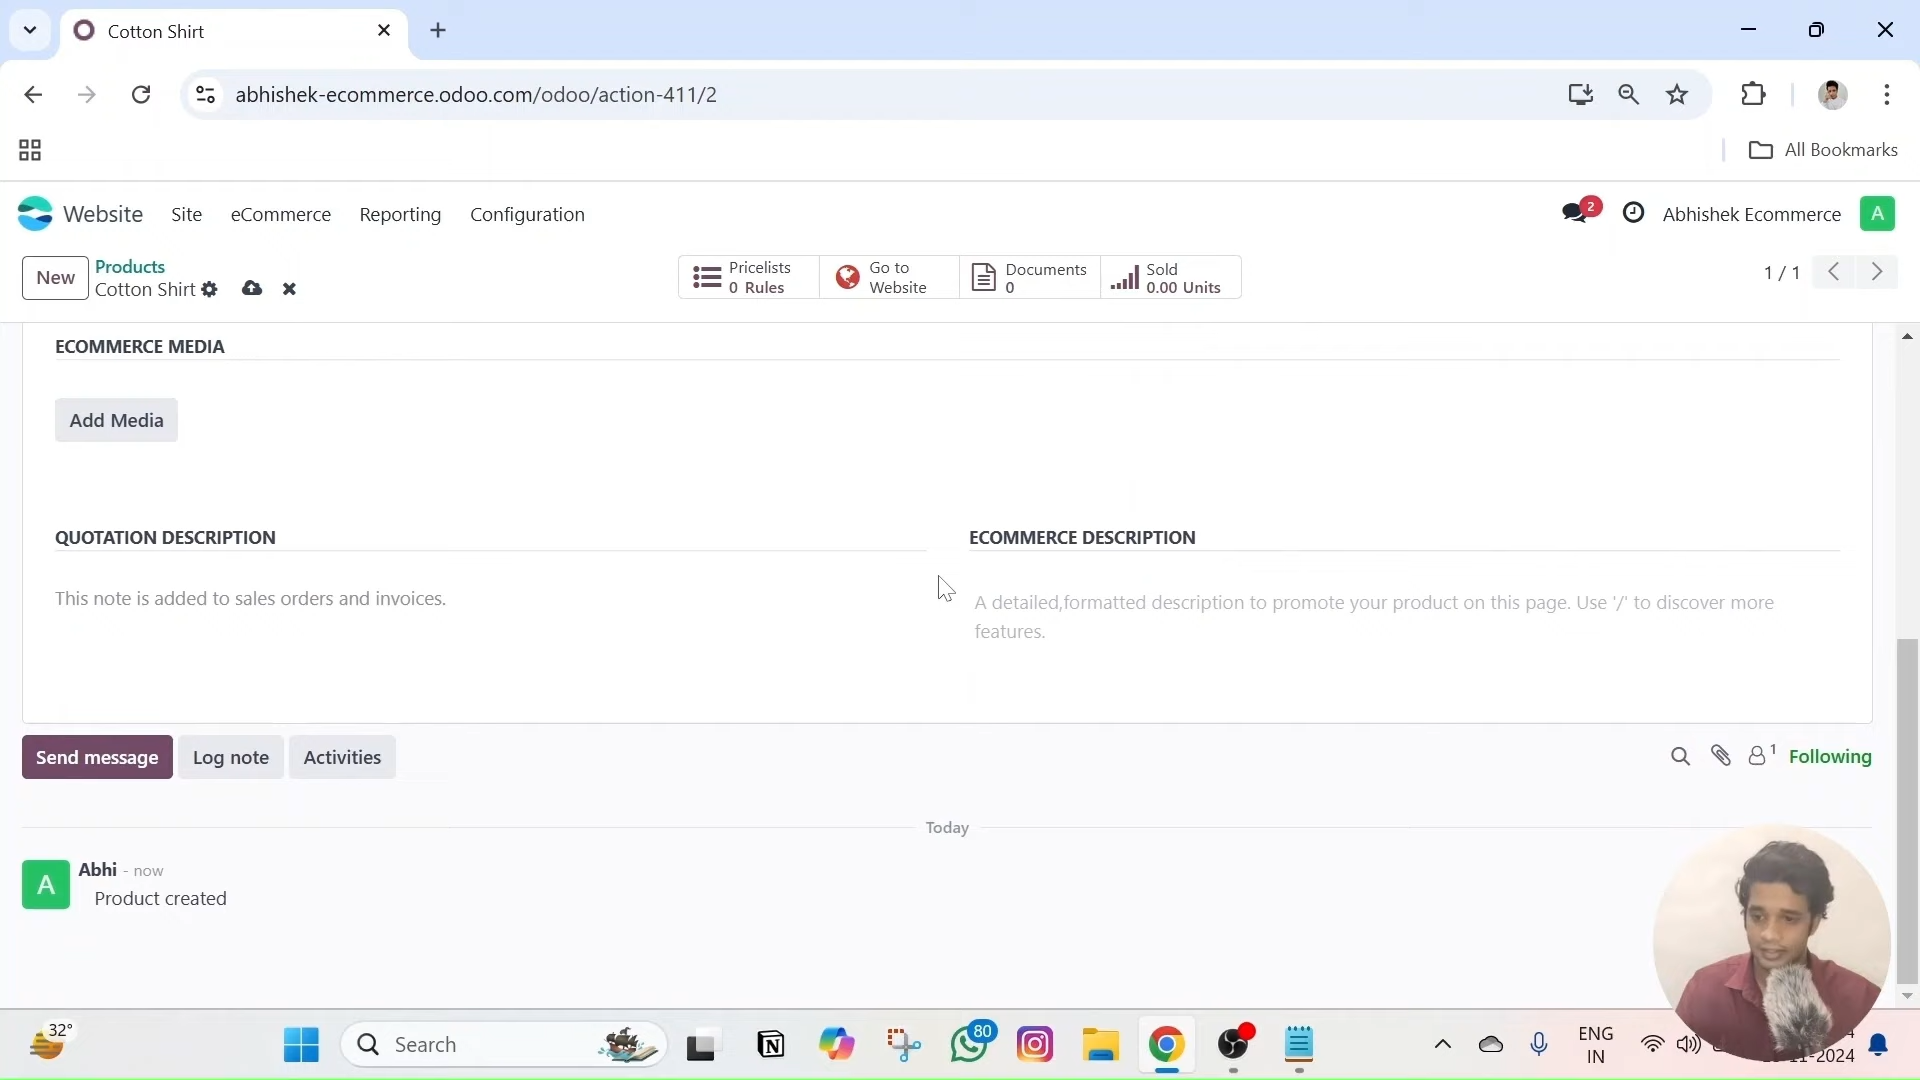 Cotton Shirt
abhishek-ecommerce.odoo.com/odoo/action-411/2
All Bookmarks
Website Site eCommerce Reporting Configuration
2
Abhishek Ecommerce A
New
Products
Cotton Shirt
Pricelists
0 Rules
Go to
Website
Documents
0
Sold
0.00 Units
1 / 1
ECOMMERCE MEDIA
Add Media
QUOTATION DESCRIPTION
This note is added to sales orders and invoices.
ECOMMERCE DESCRIPTION
A detailed,formatted description to promote your product on this page. Use '/' to discover more
features.
Send message Log note Activities
1 Following
Today
A
Abhi - now
Product created
32°
Search
80
ENG
IN
-2024